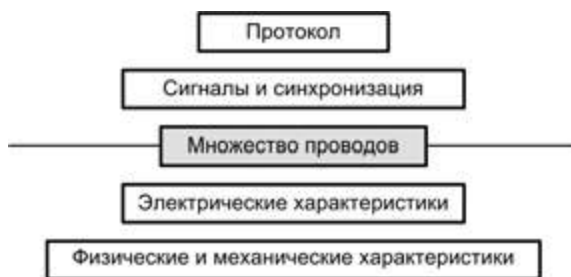 Протокол
Сигналы и синхронизация
Множество проводов
Электрические характеристики
Физические и механические характеристики